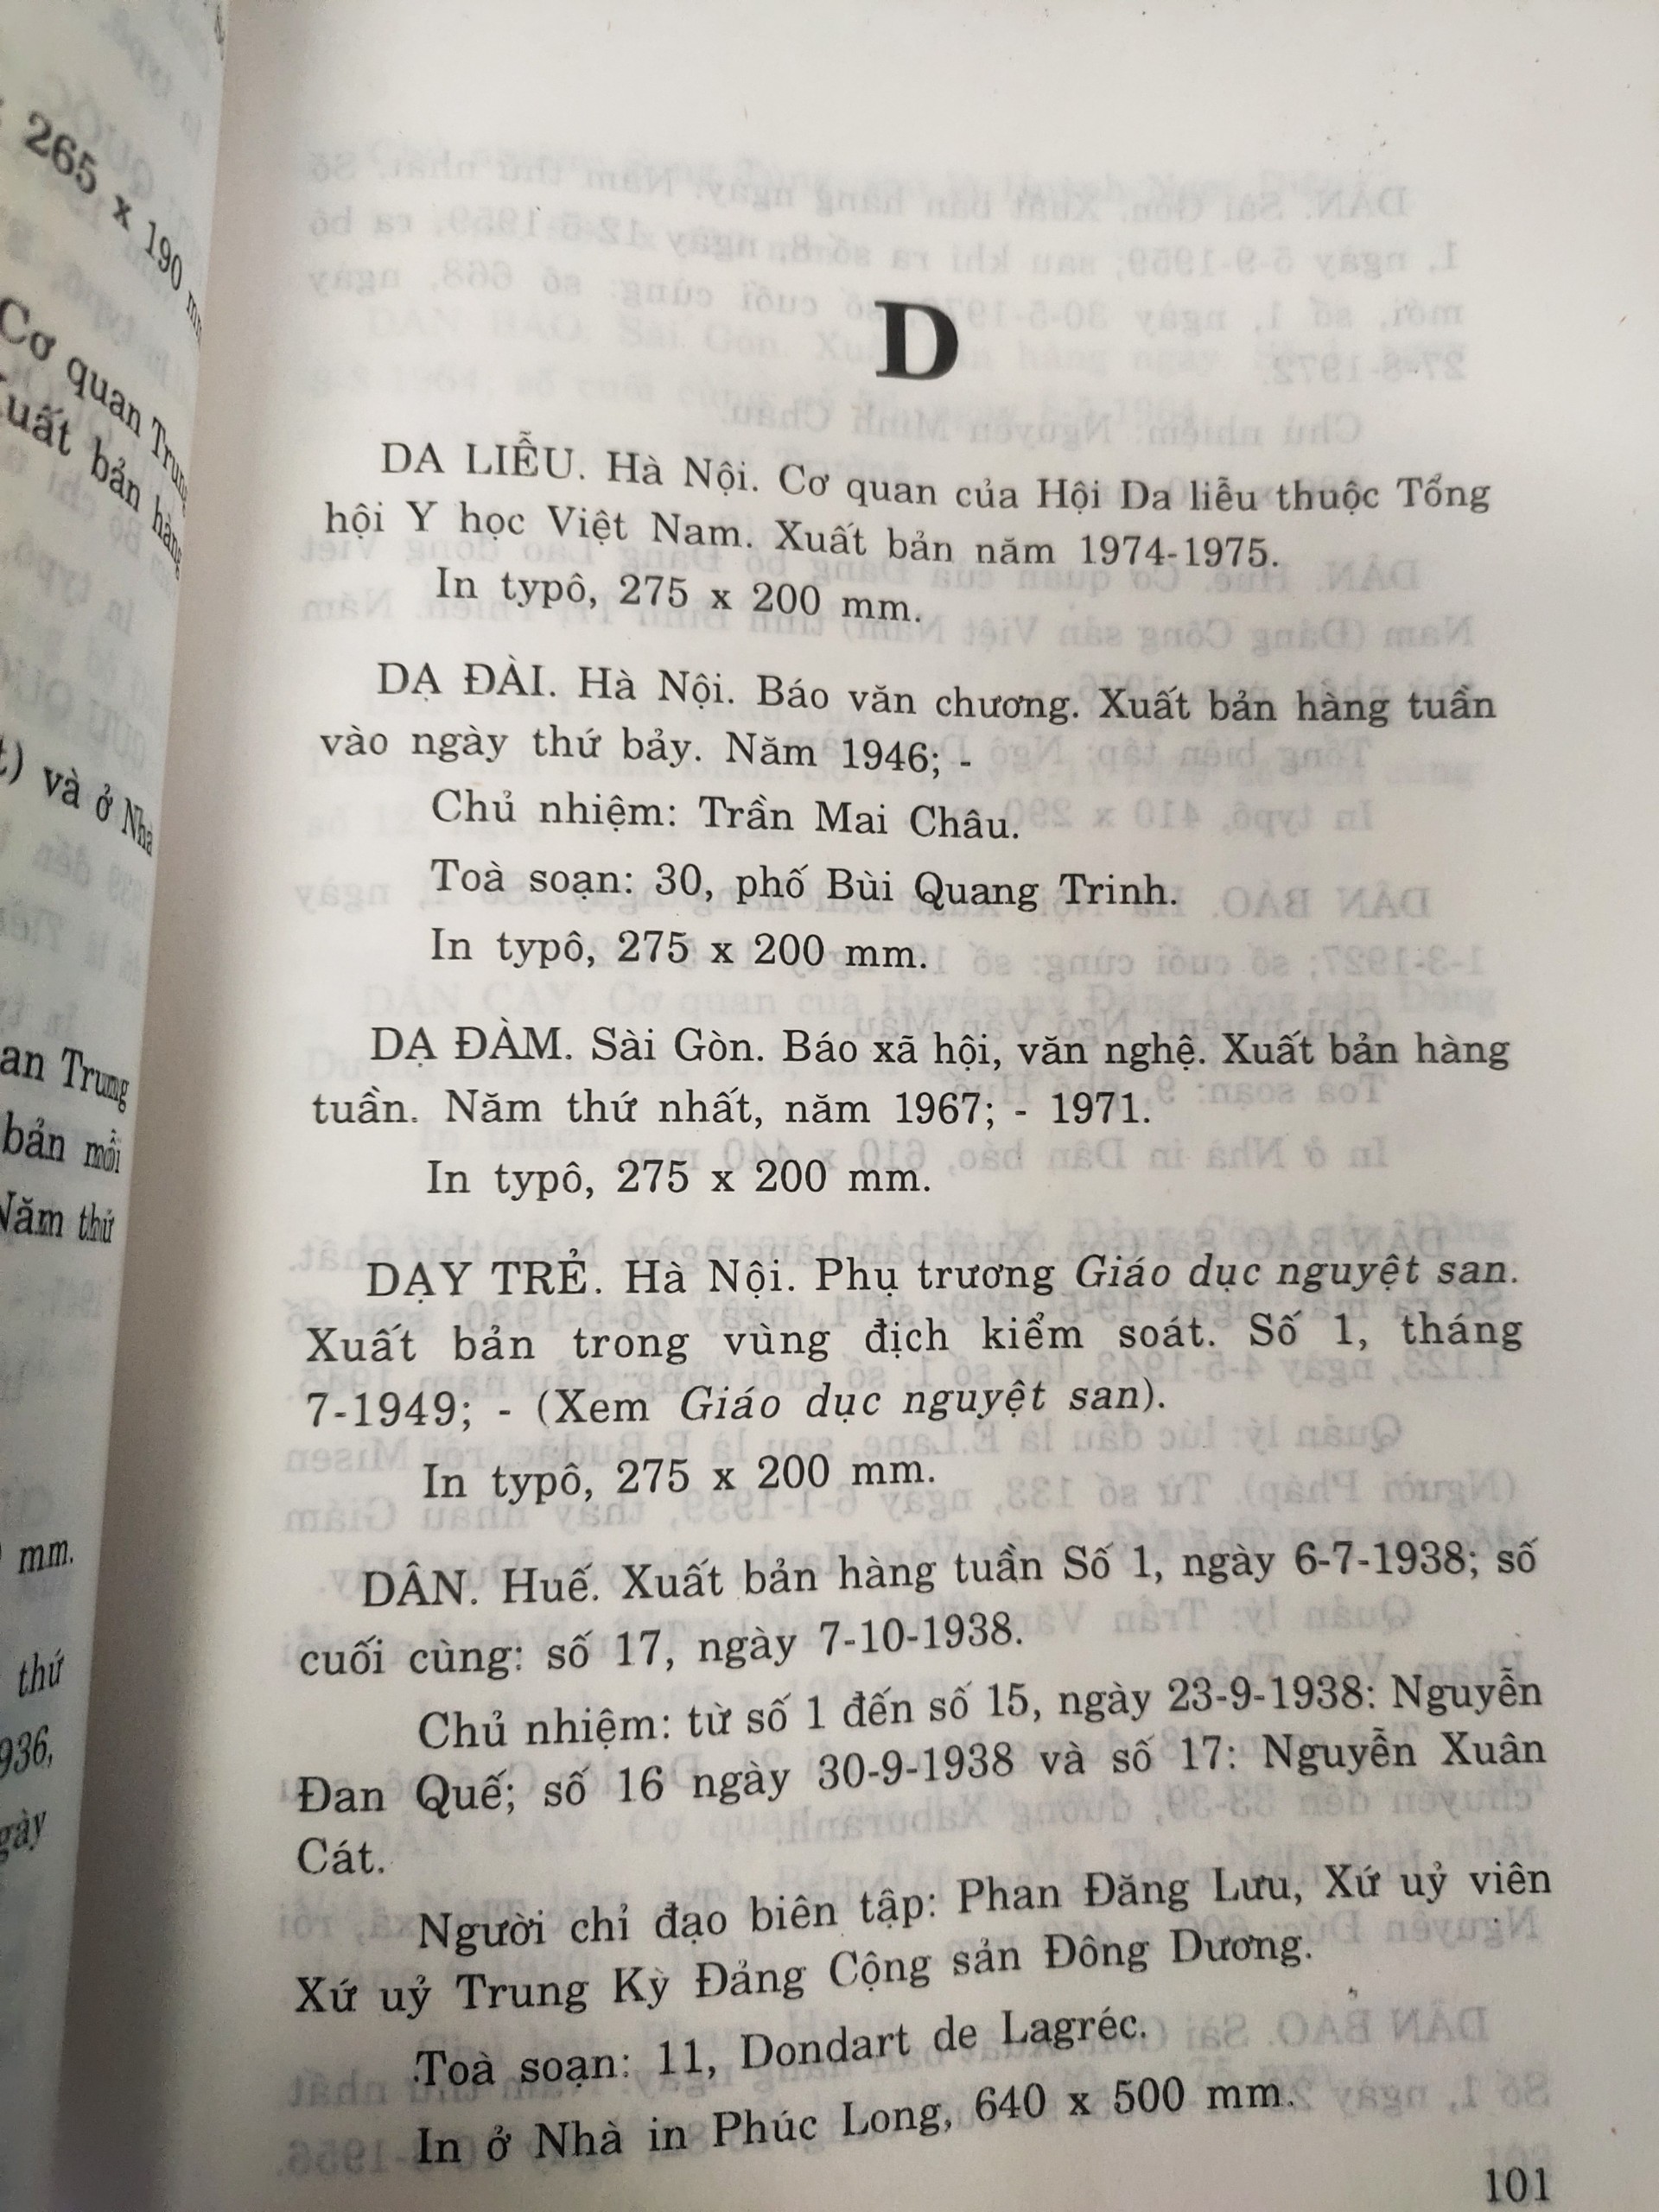 265 x 190
Cơ quan Trung
bản hàng
và ở Nhà
Trung
bản mỗi
Năm thứ
mm.
thứ
D
DA LIỄU. Hà Nội. Cơ quan của Hội Da liễu thuộc Tổng
hội Y học Việt Nam. Xuất bản năm 1974-1975.
In typô, 275 x 200 mm.
DẠ ĐÀI. Hà Nội. Báo văn chương. Xuất bản hàng tuần
vào ngày thứ bảy. Năm 1946; -
Chủ nhiệm: Trần Mai Châu.
Toà soạn: 30, phố Bùi Quang Trinh.
In typô, 275 x 200 mm.
DẠ ĐÀM. Sài Gòn. Báo xã hội, văn nghệ. Xuất bản hàng
tuần. Năm thứ nhất, năm 1967; - 1971.
In typô, 275 x 200 mm.
DẠY TRẺ. Hà Nội. Phụ trương Giáo dục nguyệt san.
Xuất bản trong vùng địch kiểm soát. Số 1, tháng
7-1949; - (Xem Giáo dục nguyệt san).
In typô, 275 x 200 mm.
DÂN. Huế. Xuất bản hàng tuần Số 1, ngày 6-7-1938; số
cuối cùng: số 17, ngày 7-10-1938.
Chủ nhiệm: từ số 1 đến số 15, ngày 23-9-1938: Nguyễn
Đan Quế; số 16 ngày 30-9-1938 và số 17: Nguyễn Xuân
Cát.
Người chỉ đạo biên tập: Phan Đăng Lưu, Xứ uỷ viên
Xứ uỷ Trung Kỳ Đảng Cộng sản Đông Dương.
Toà soạn: 11, Dondart de Lagréc.
In ở Nhà in Phúc Long, 640 x 500 mm.
101